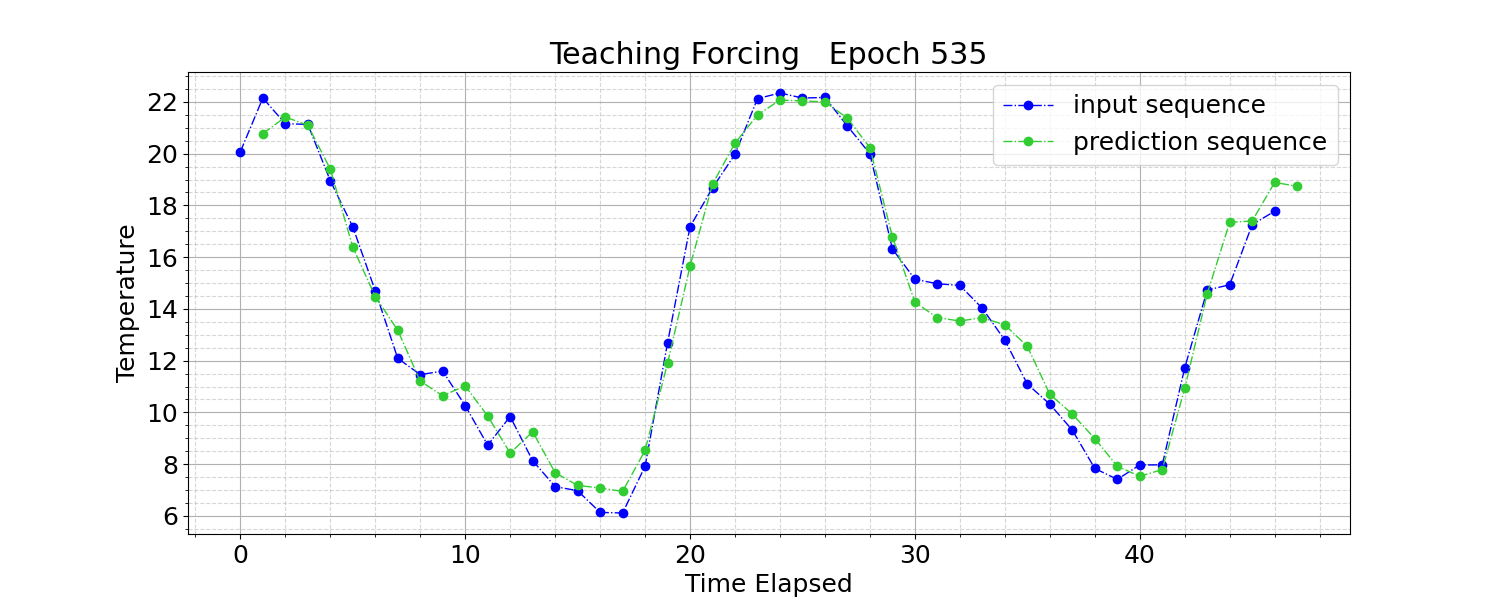 Teaching Forcing   Epoch 535
input sequence
prediction sequence
Temperature
22
20
18
16
14
12
10
8
6
0 10 20 30 40
Time Elapsed